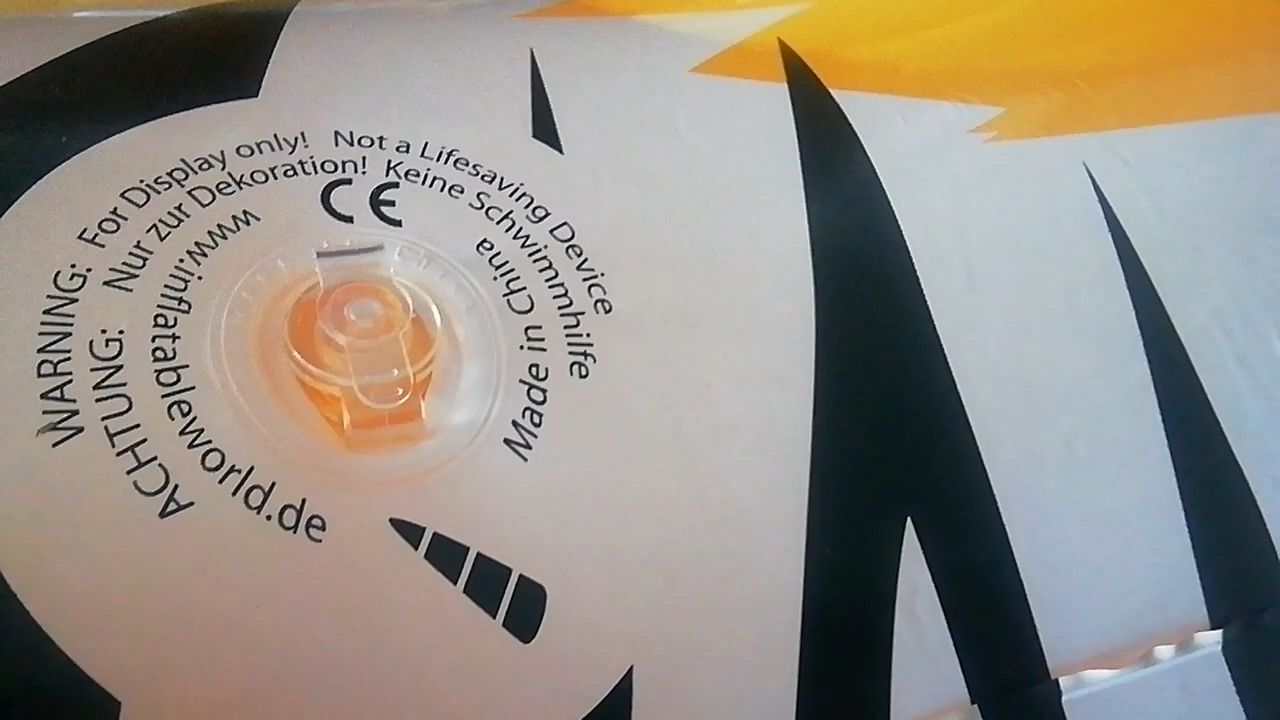 WARNING: For Display only! Not a Lifesaving Device
ACHTUNG: Nur zur Dekoration! Keine Schwimmhilfe
CE
www.inflatableworld.de
Made in China